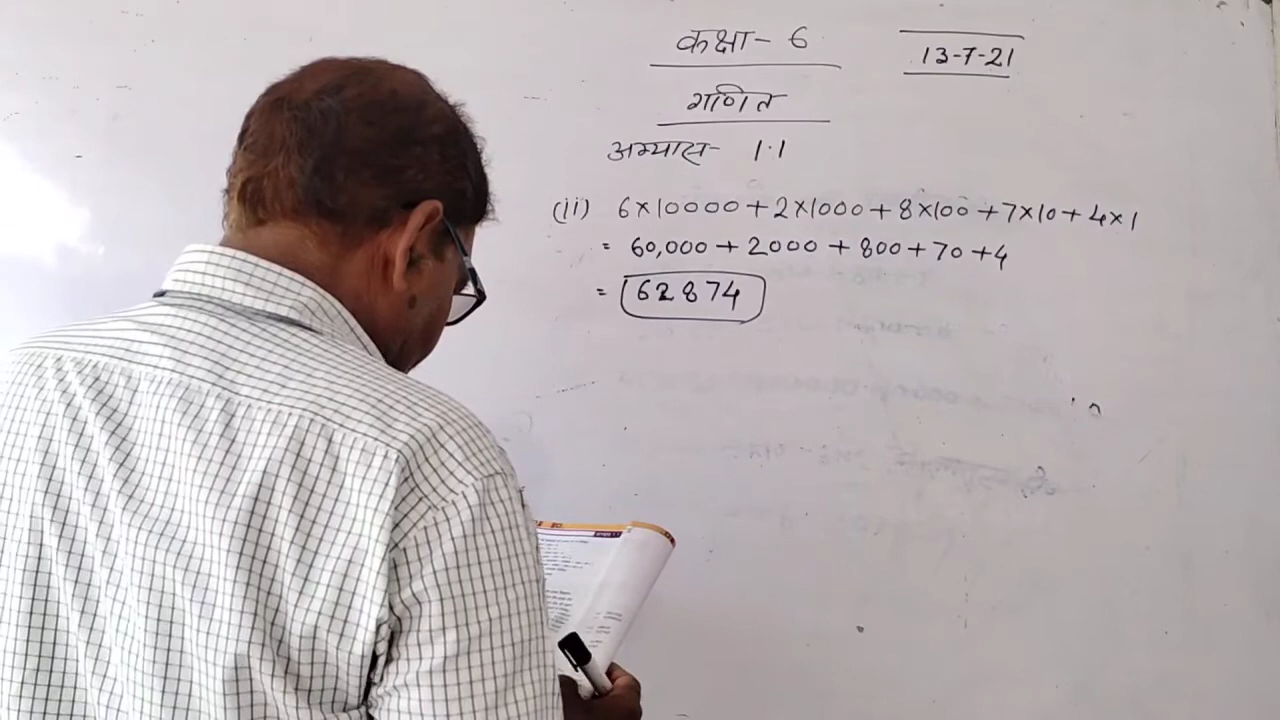 कक्षा- 6
13-7-21
गणित
अभ्यास- 1.1
(ii) 6×10000+2×1000+8×100+7×10+4×1
= 60,000+2000+800+70+4
= 62874